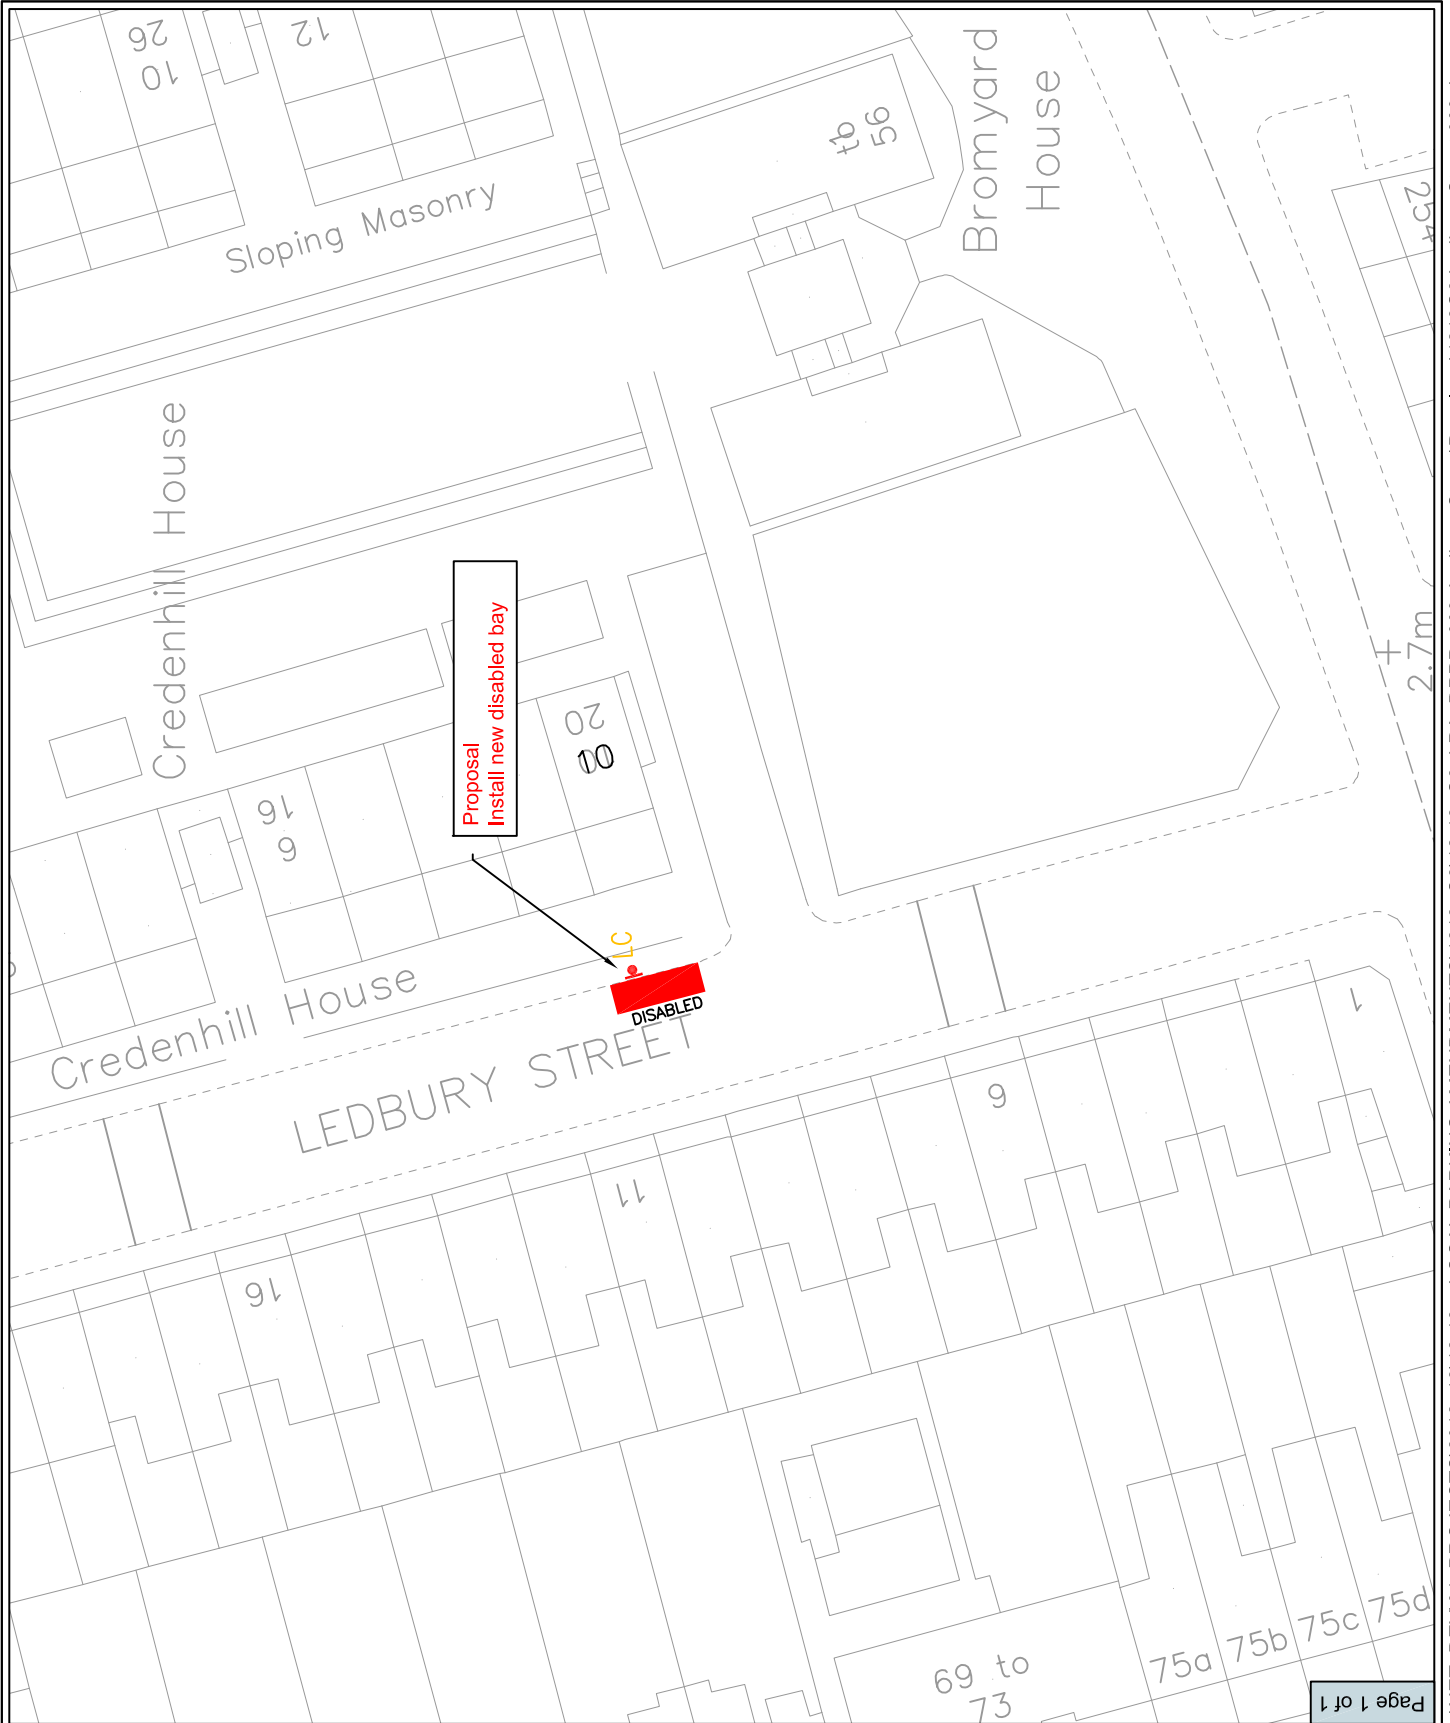 26
10
12
Sloping Masonry
tb
56
Bromyard
House
254
Credenhill House
Proposal
Install new disabled bay
2.7m
20
10
16
6
LC
DISABLED
Credenhill House
LEDBURY STREET
1
6
11
16
69 to
73
75a
75b
75c
75d
Page 1 of 1